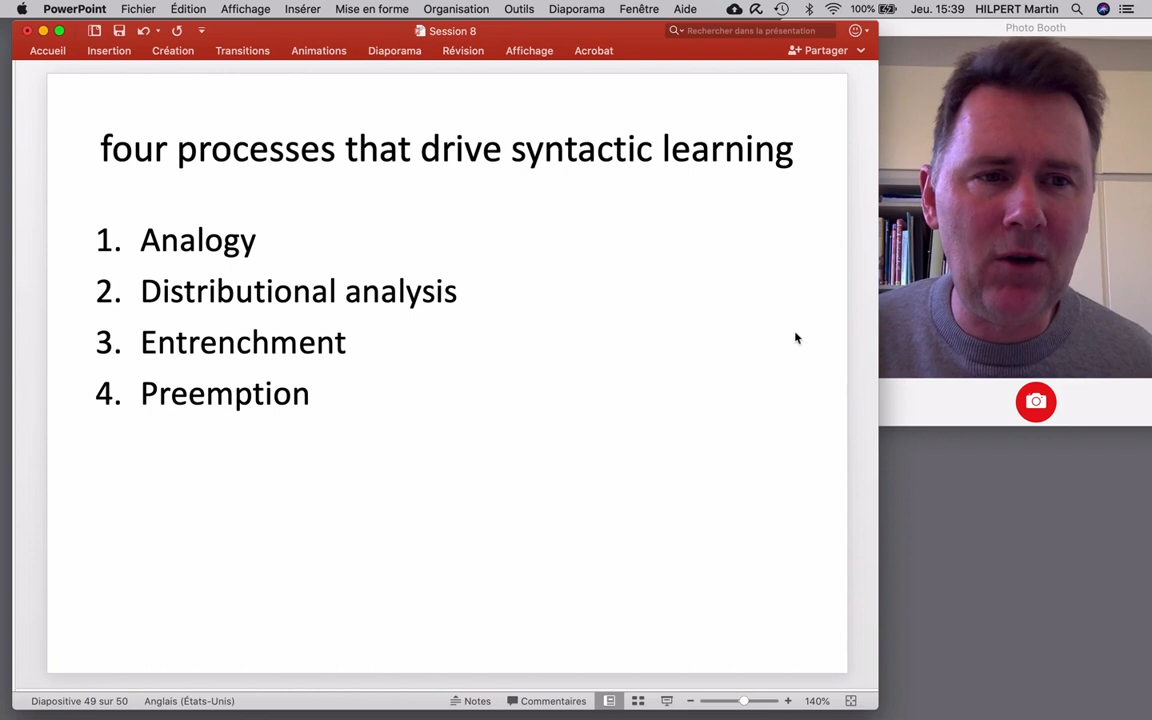 PowerPoint Fichier Édition Affichage Insérer Mise en forme Organisation Outils Diaporama Fenêtre Aide 100% Jeu. 15:39 HILPERT Martin
Session 8
Rechercher dans la présentation
Photo Booth
Accueil Insertion Création Transitions Animations Diaporama Révision Affichage Acrobat Partager
four processes that drive syntactic learning
1. Analogy
2. Distributional analysis
3. Entrenchment
4. Preemption
Diapositive 49 sur 50 Anglais (États-Unis) Notes Commentaires 140%